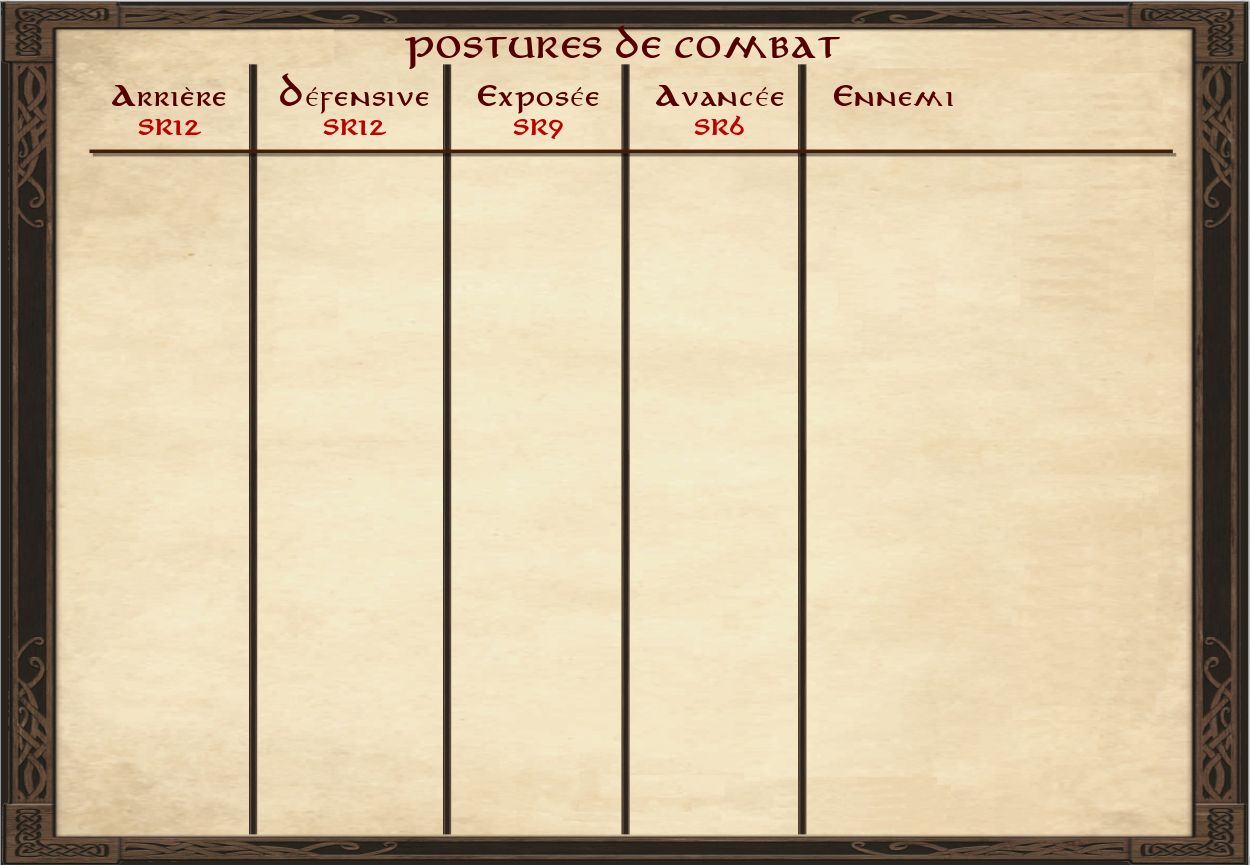 POSTURES DE COMBAT
Arrière Défensive Exposée Avancée Ennemi
SR12 SR12 SR9 SR6